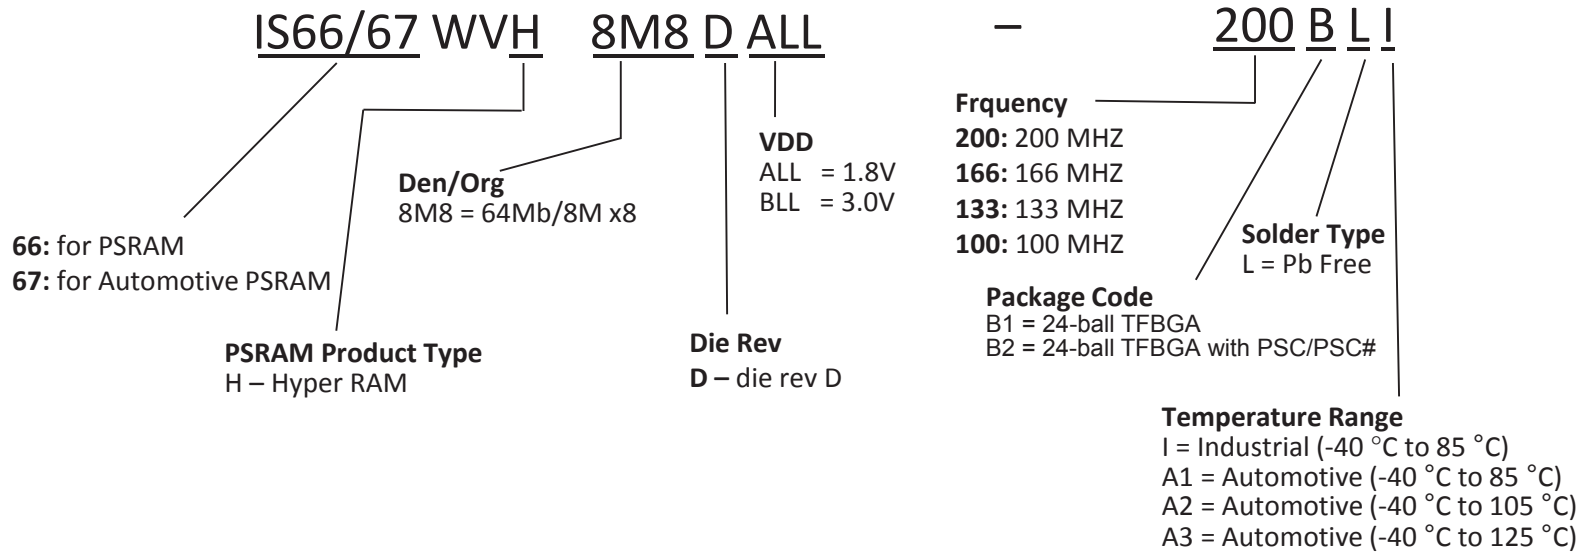 IS66/67 WVH 8M8 D ALL – 200 B L I
Frquency
200: 200 MHZ
166: 166 MHZ
133: 133 MHZ
100: 100 MHZ
VDD
ALL = 1.8V
BLL = 3.0V
Den/Org
8M8 = 64Mb/8M x8
66: for PSRAM
67: for Automotive PSRAM
Solder Type
L = Pb Free
Package Code
B1 = 24-ball TFBGA
B2 = 24-ball TFBGA with PSC/PSC#
PSRAM Product Type
H – Hyper RAM
Die Rev
D – die rev D
Temperature Range
I = Industrial (-40 °C to 85 °C)
A1 = Automotive (-40 °C to 85 °C)
A2 = Automotive (-40 °C to 105 °C)
A3 = Automotive (-40 °C to 125 °C)